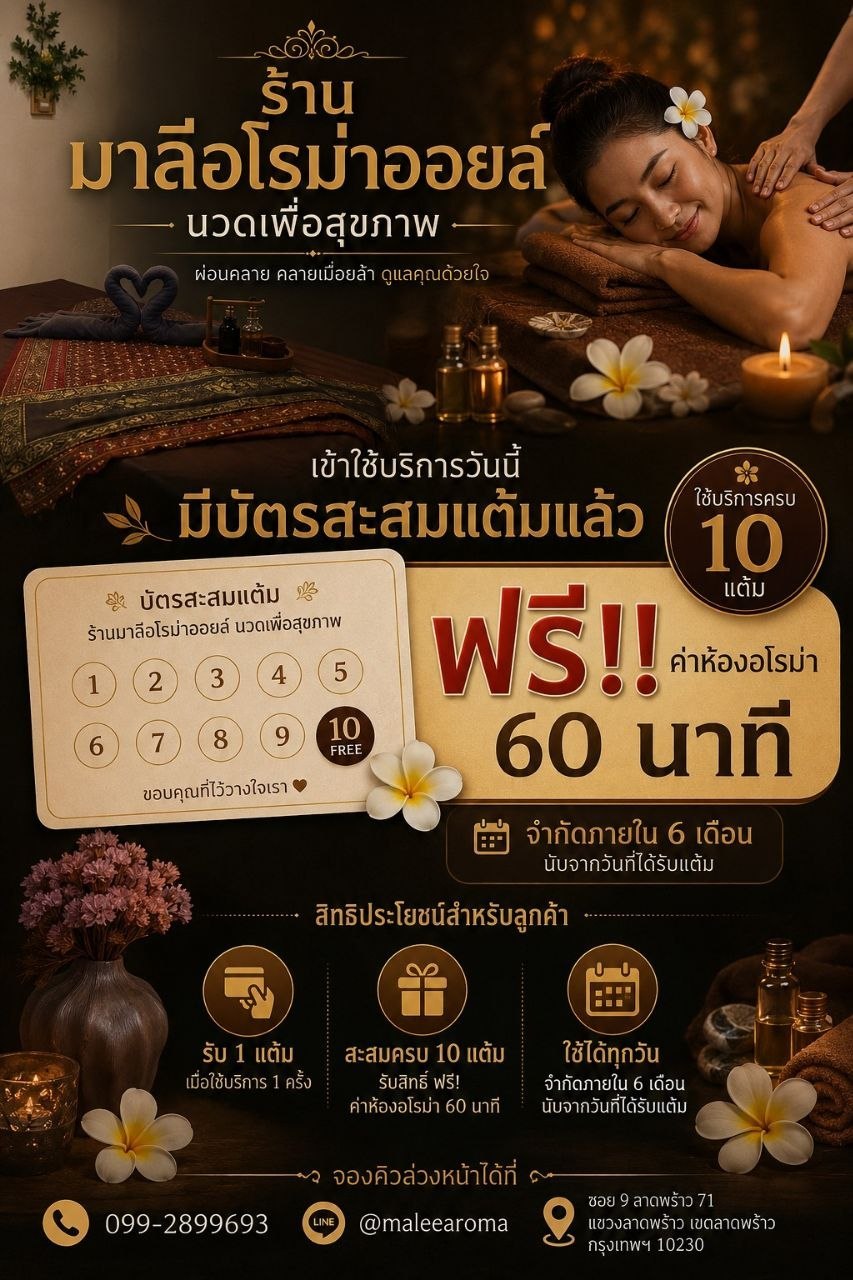 ร้าน
มาลีอโรม่าออยล์
นวดเพื่อสุขภาพ
ผ่อนคลาย คลายเมื่อยล้า ดูแลคุณด้วยใจ
เข้าใช้บริการวันนี้
มีบัตรสะสมแต้มแล้ว
ใช้บริการครบ
10
แต้ม
บัตรสะสมแต้ม
ร้านมาลีอโรม่าออยล์ นวดเพื่อสุขภาพ
1 2 3 4 5
6 7 8 9 10
FREE
ขอบคุณที่ไว้วางใจเรา
ฟรี!! ค่าห้องอโรม่า
60 นาที
จำกัดภายใน 6 เดือน
นับจากวันที่ได้รับแต้ม
สิทธิประโยชน์สำหรับลูกค้า
รับ 1 แต้ม
เมื่อใช้บริการ 1 ครั้ง
สะสมครบ 10 แต้ม
รับสิทธิ์ ฟรี!
ค่าห้องอโรม่า 60 นาที
ใช้ได้ทุกวัน
จำกัดภายใน 6 เดือน
นับจากวันที่ได้รับแต้ม
จองคิวล่วงหน้าได้ที่
099-2899693
LINE
@maleearoma
ซอย 9 ลาดพร้าว 71
แขวงลาดพร้าว เขตลาดพร้าว
กรุงเทพฯ 10230